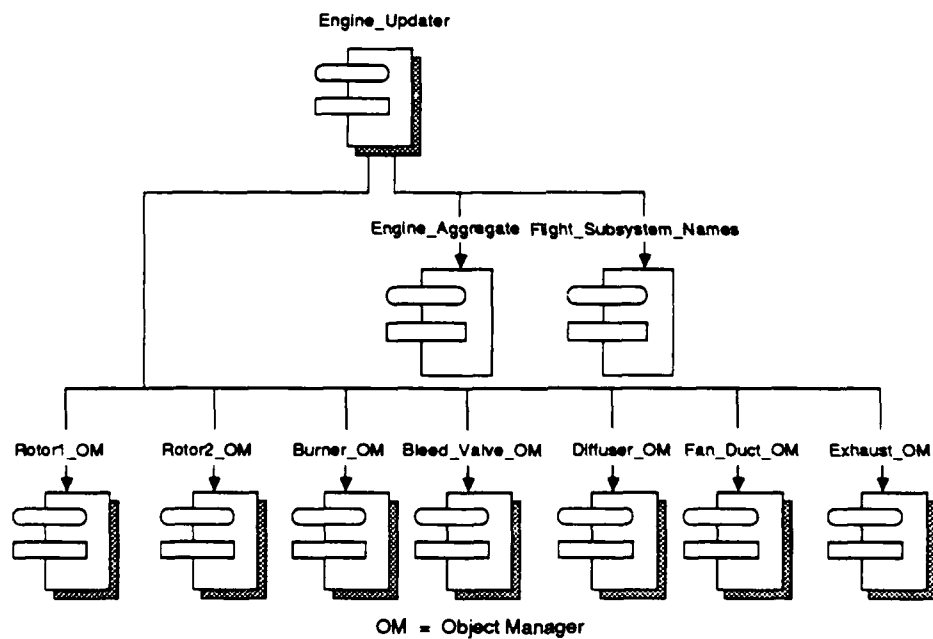 Engine_Updater
Engine_Aggregate Flight_Subsystem_Names
Rotor1_OM Rotor2_OM Burner_OM Bleed_Valve_OM Diffuser_OM Fan_Duct_OM Exhaust_OM
OM = Object Manager